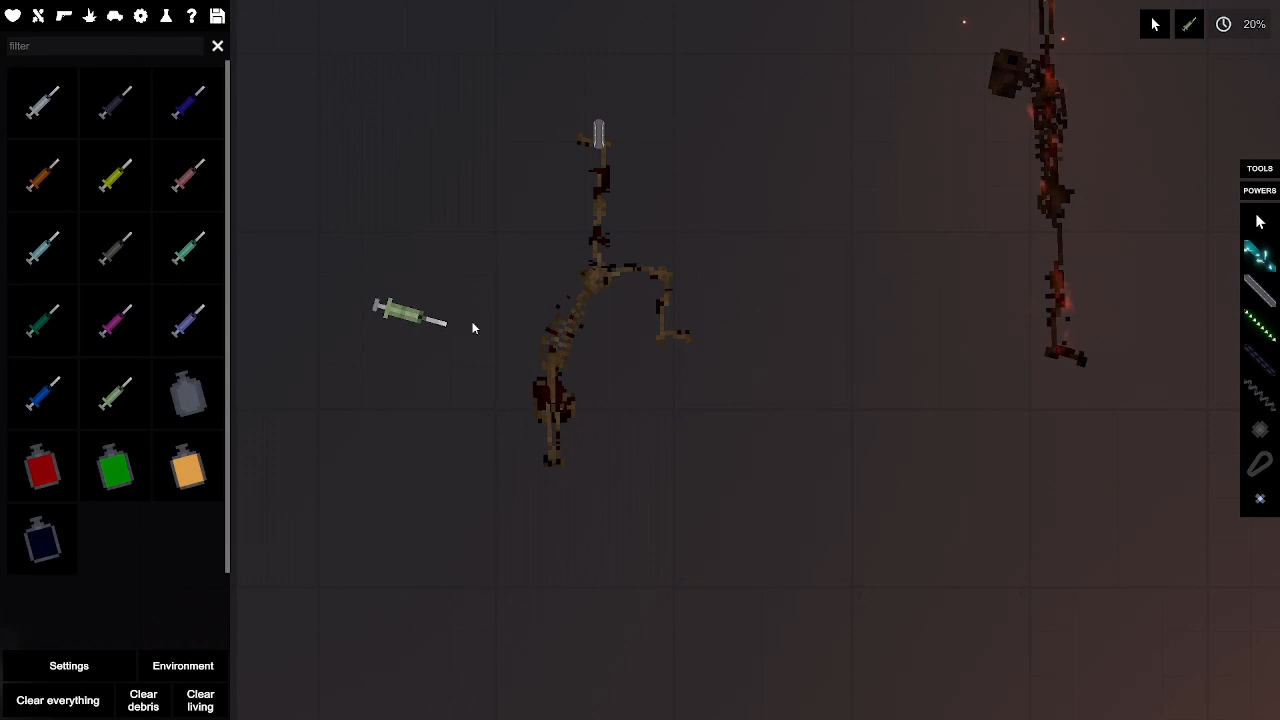 filter
20%
TOOLS
POWERS
Settings
Environment
Clear everything
Clear
debris
Clear
living